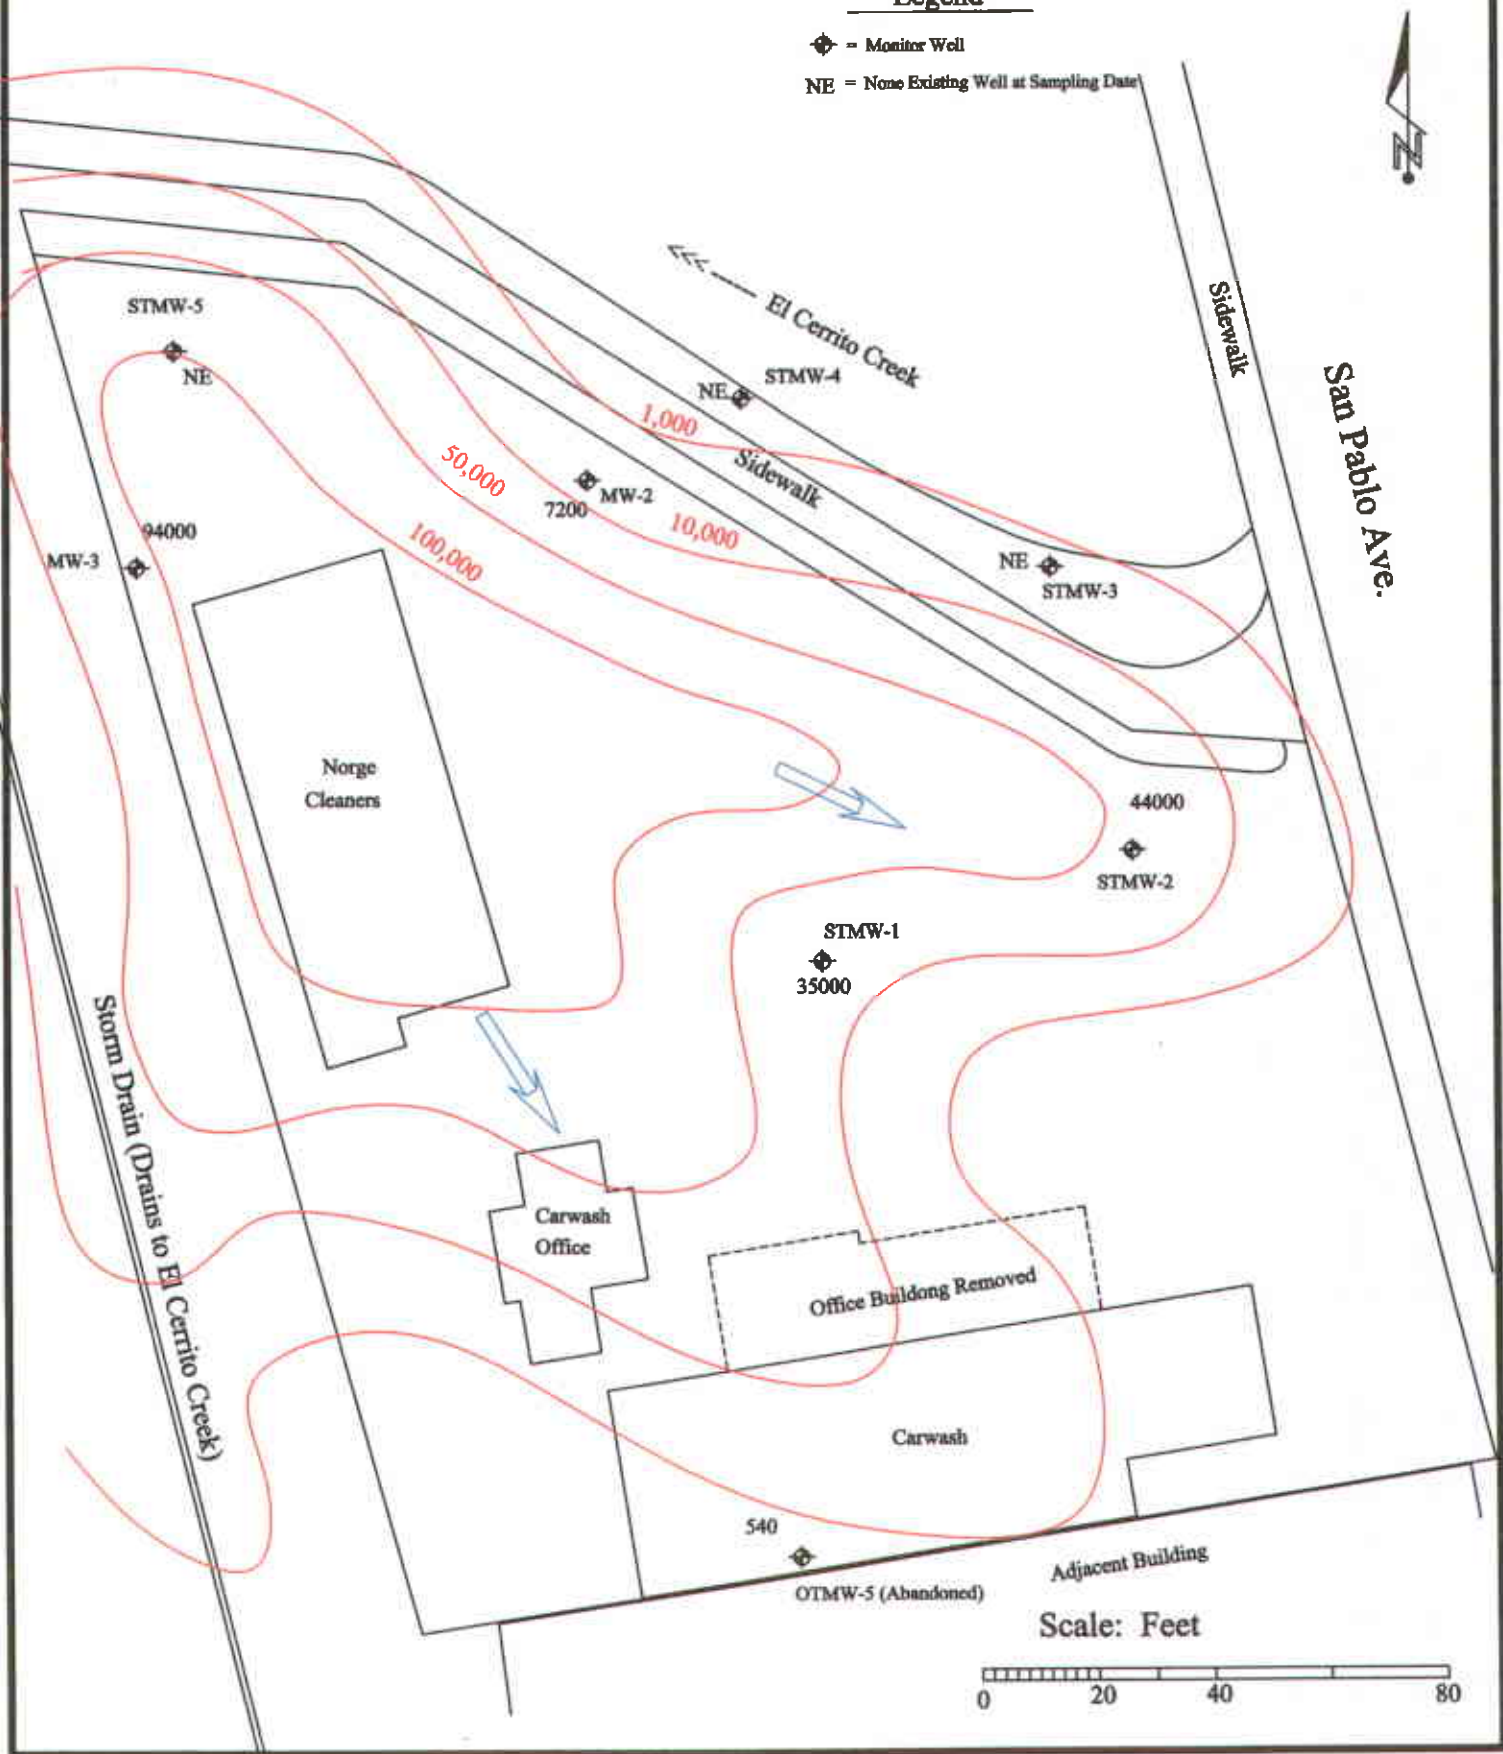 Legend
= Monitor Well
NE = None Existing Well at Sampling Date
N
STMW-5
NE
El Cerrito Creek
Sidewalk
San Pablo Ave.
NE
STMW-4
1,000
Sidewalk
50,000
MW-2
7200
10,000
94000
MW-3
100,000
NE
STMW-3
Norge
Cleaners
44000
STMW-2
STMW-1
35000
Storm Drain (Drains to El Cerrito Creek)
Carwash
Office
Office Buildong Removed
Carwash
540
OTMW-5 (Abandoned)
Adjacent Building
Scale: Feet
0 20 40 80